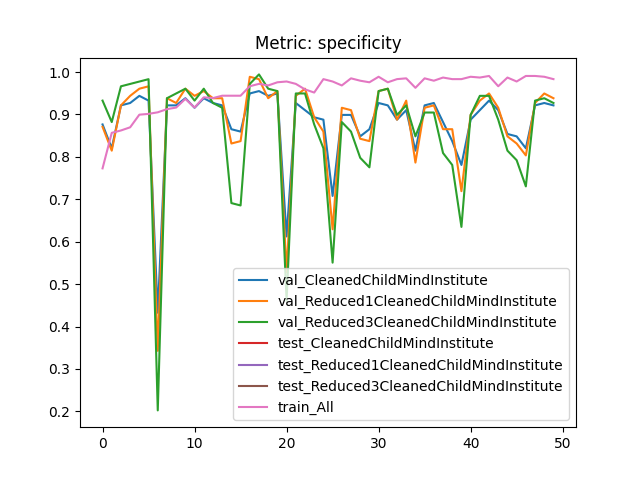 Metric: specificity
1.0
0.9
0.8
0.7
0.6
0.5
0.4
0.3
0.2
0
10
20
30
40
50
val_CleanedChildMindInstitute
val_Reduced1CleanedChildMindInstitute
val_Reduced3CleanedChildMindInstitute
test_CleanedChildMindInstitute
test_Reduced1CleanedChildMindInstitute
test_Reduced3CleanedChildMindInstitute
train_All